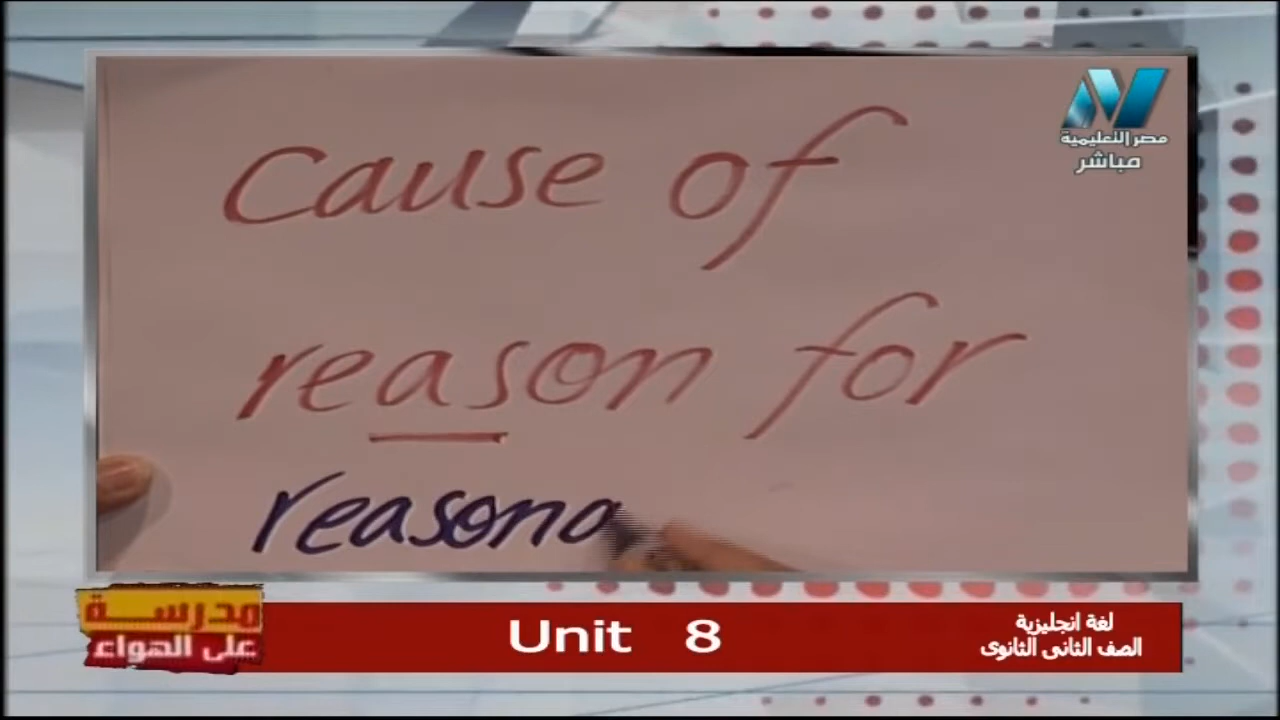 مصر التعليمية
مباشر
Cause of
reason for
reasona
مدرسة
على الهواء
Unit 8
لغة انجليزية
الصف الثانى الثانوى